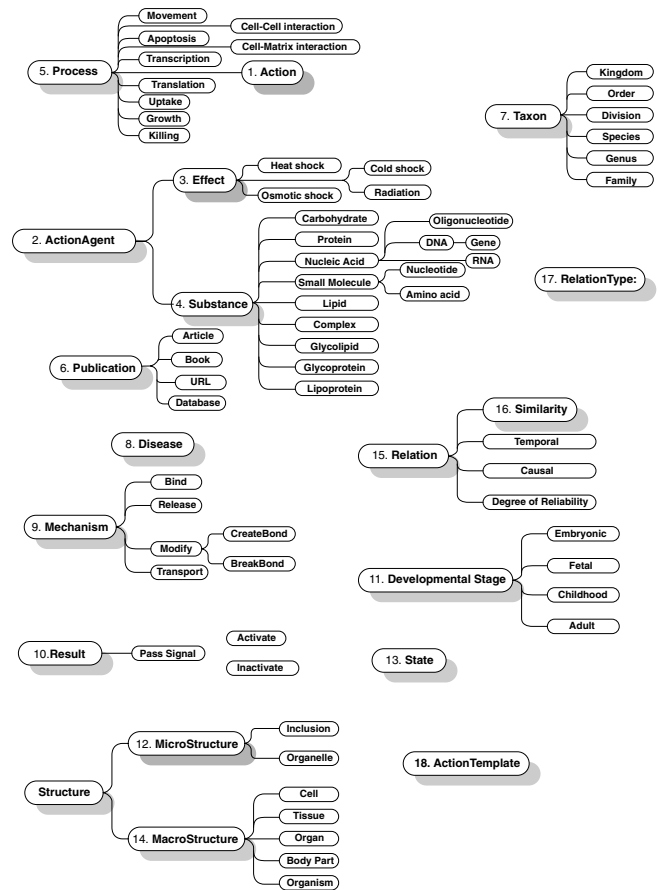 Movement
Cell-Cell interaction
Apoptosis
Cell-Matrix interaction
Transcription
5. Process
1. Action
Translation
Uptake
Growth
Killing
Kingdom
Order
7. Taxon
Division
Species
Genus
Family
Heat shock
Cold shock
3. Effect
Osmotic shock
Radiation
2. ActionAgent
Carbohydrate
Oligonucleotide
Protein
DNA
Gene
Nucleic Acid
RNA
Small Molecule
Nucleotide
Amino acid
4. Substance
Lipid
Complex
Glycolipid
Glycoprotein
Lipoprotein
17. RelationType:
Article
6. Publication
Book
URL
Database
8. Disease
16. Similarity
15. Relation
Temporal
Causal
Degree of Reliability
Bind
Release
9. Mechanism
CreateBond
Modify
BreakBond
Transport
Embryonic
Fetal
11. Developmental Stage
Childhood
Adult
Activate
10.Result
Pass Signal
Inactivate
13. State
Inclusion
12. MicroStructure
Organelle
Structure
18. ActionTemplate
Cell
Tissue
14. MacroStructure
Organ
Body Part
Organism